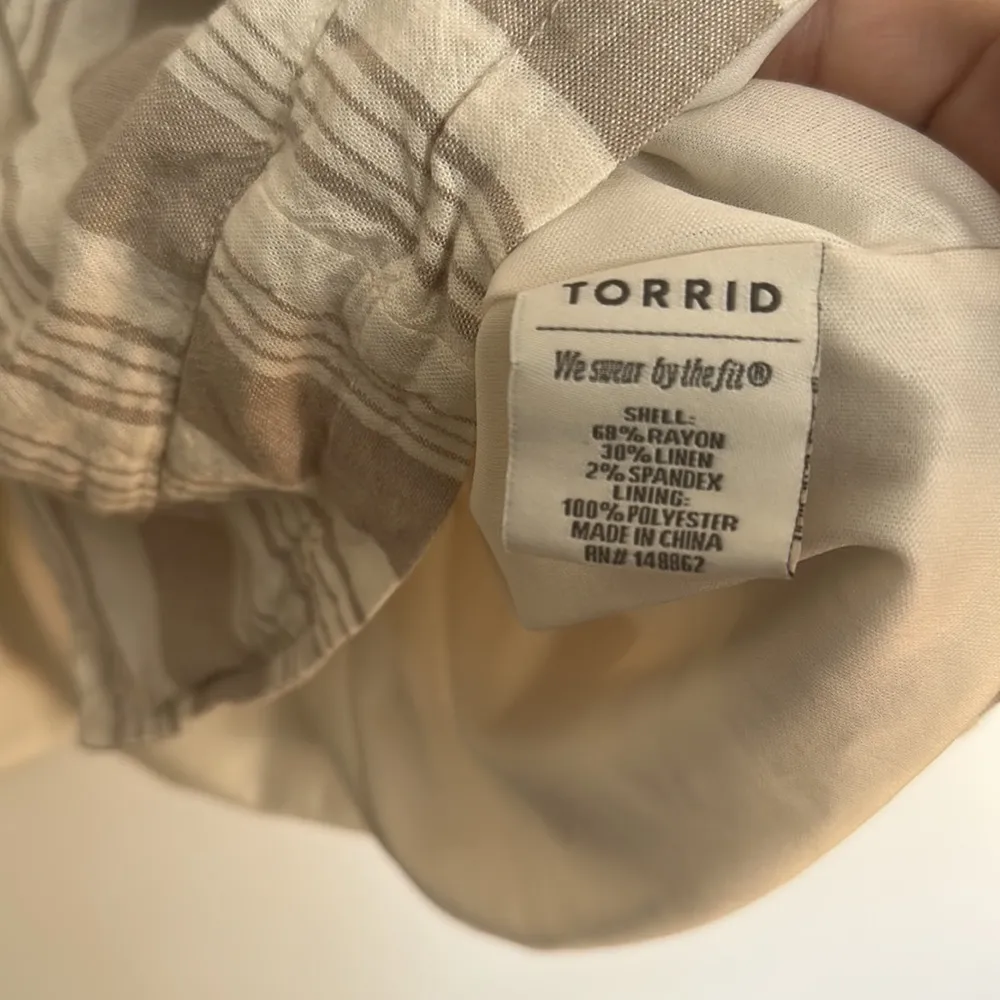 TORRID
We swear by the fit®
SHELL:
68% RAYON
30% LINEN
2% SPANDEX
LINING:
100% POLYESTER
MADE IN CHINA
RN# 148862